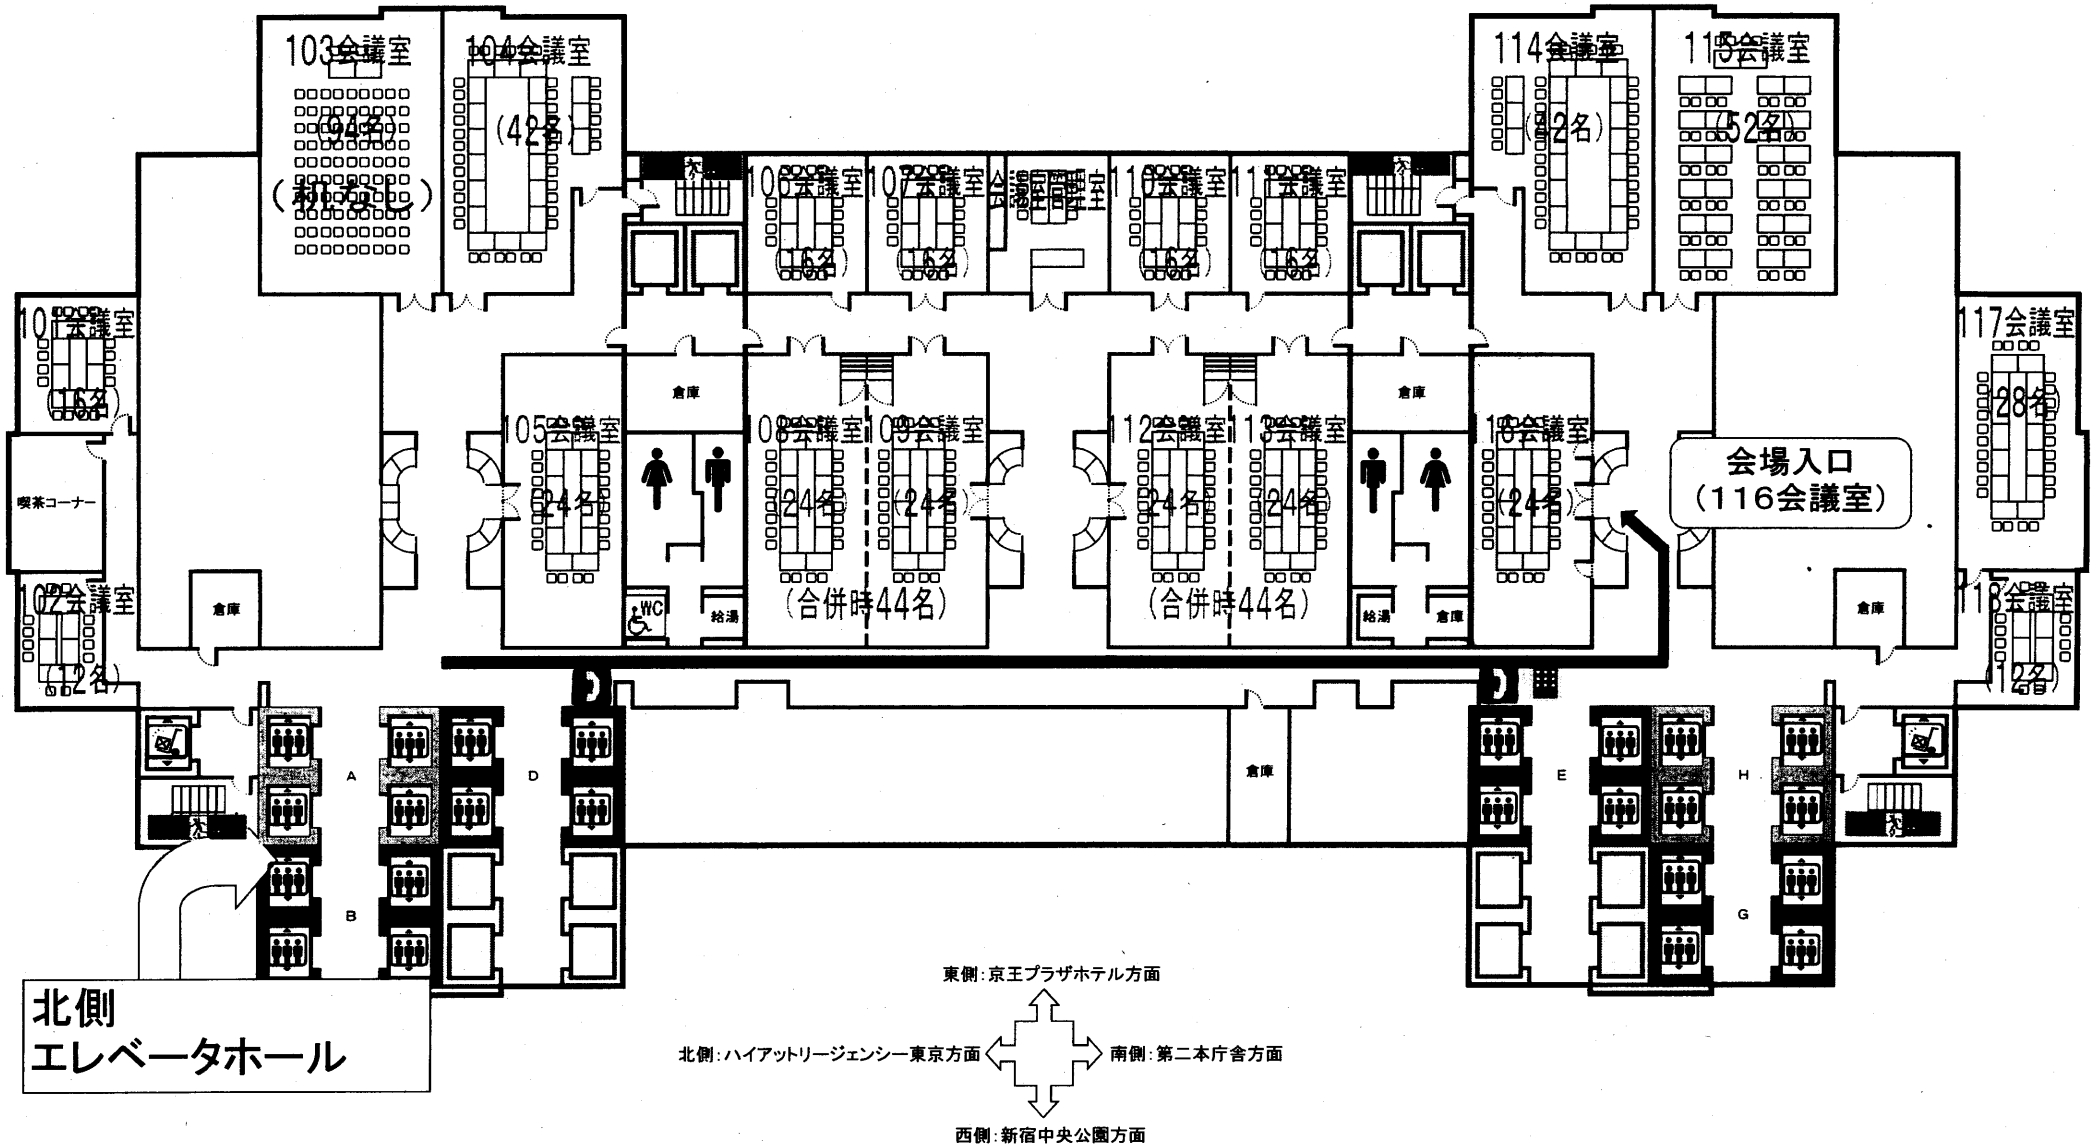 103会議室
(94名)
(机なし)
104会議室
(42名)
114会議室
(42名)
115会議室
(52名)
106会議室
(16名)
107会議室
(16名)
会議室管理室
110会議室
(16名)
111会議室
(16名)
101会議室
(16名)
117会議室
(28名)
倉庫
倉庫
105会議室
(24名)
108会議室
(24名)
109会議室
(24名)
(合併時44名)
112会議室
(24名)
113会議室
(24名)
(合併時44名)
116会議室
(24名)
会場入口
(116会議室)
喫茶コーナー
102会議室
(12名)
倉庫
WC
給湯
給湯
倉庫
倉庫
118会議室
(12名)
A
D
倉庫
E
H
B
G
北側
エレベータホール
東側:京王プラザホテル方面
北側:ハイアットリージェンシー東京方面
南側:第二本庁舎方面
西側:新宿中央公園方面